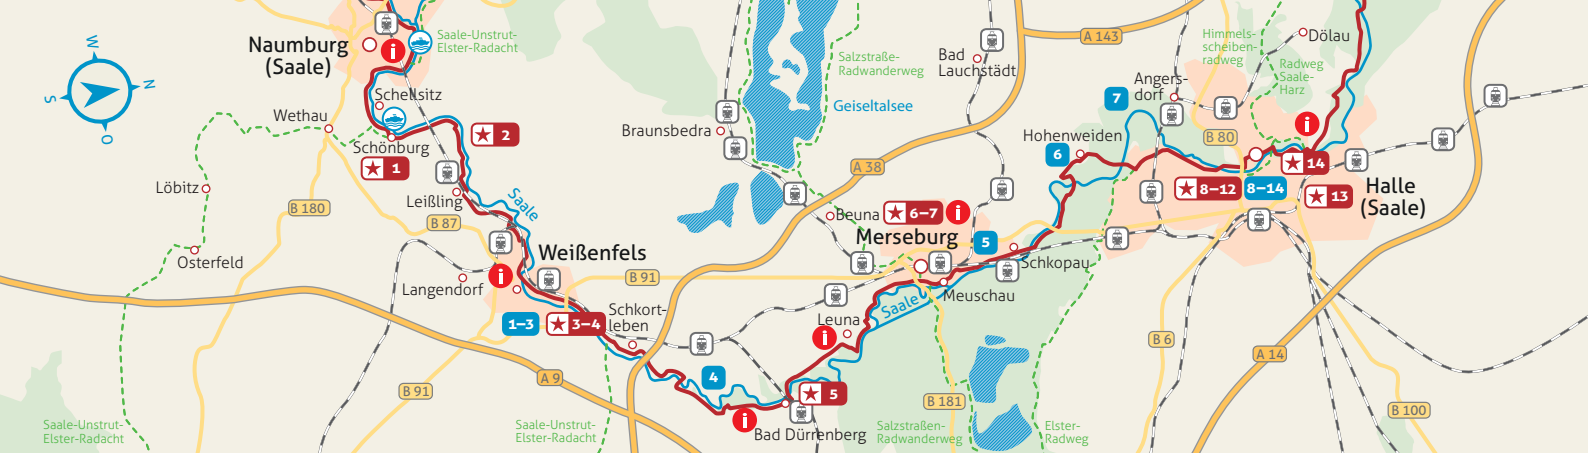 Naumburg
(Saale)
i
Saale-Unstrut-
Elster-Radacht
W
N
S
O
Schellsitz
Wethau
Schönburg
★ 1
★ 2
Löbitz
Leißling
Saale
B 180
B 87
Osterfeld
Weißenfels
i
Langendorf
B 91
1–3
★ 3–4
Schkort-
leben
A 9
B 91
Saale-Unstrut-
Elster-Radacht
Saale-Unstrut-
Elster-Radacht
4
i
★ 5
Bad Dürrenberg
Leuna
i
Saale
Meuschau
Merseburg
Beuna
★ 6–7
i
5
Schkopau
Braunsbedra
Geiseltalsee
Salzstraße-
Radwanderweg
A 38
Bad
Lauchstädt
A 143
Hohenweiden
6
7
Angers-
dorf
Himmels-
scheiben-
radweg
Dölau
Radweg
Saale-
Harz
B 80
i
★ 14
★ 8–12
8–14
★ 13
Halle
(Saale)
B 6
A 14
B 100
B 181
Salzstraßen-
Radwanderweg
Elster-
Radweg